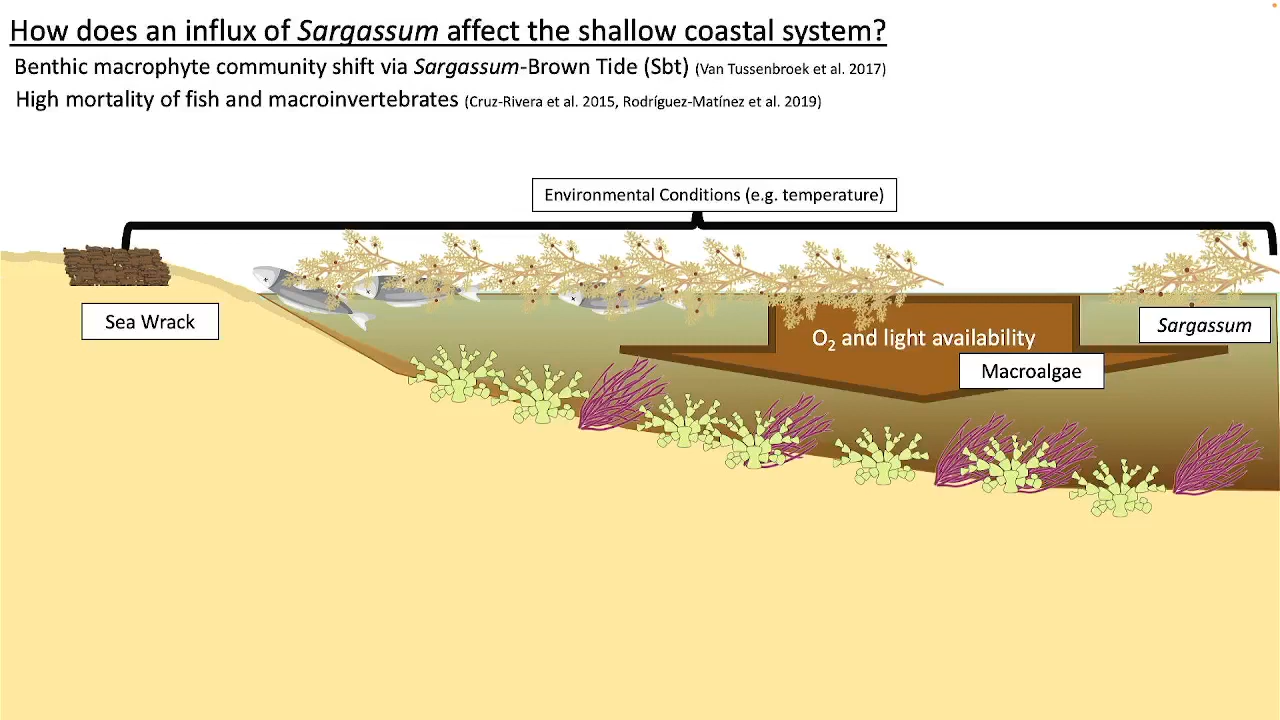 How does an influx of Sargassum affect the shallow coastal system?
Benthic macrophyte community shift via Sargassum-Brown Tide (Sbt) (Van Tussenbroek et al. 2017)
High mortality of fish and macroinvertebrates (Cruz-Rivera et al. 2015, Rodríguez-Matínez et al. 2019)
Environmental Conditions (e.g. temperature)
Sea Wrack
Sargassum
O₂ and light availability
Macroalgae